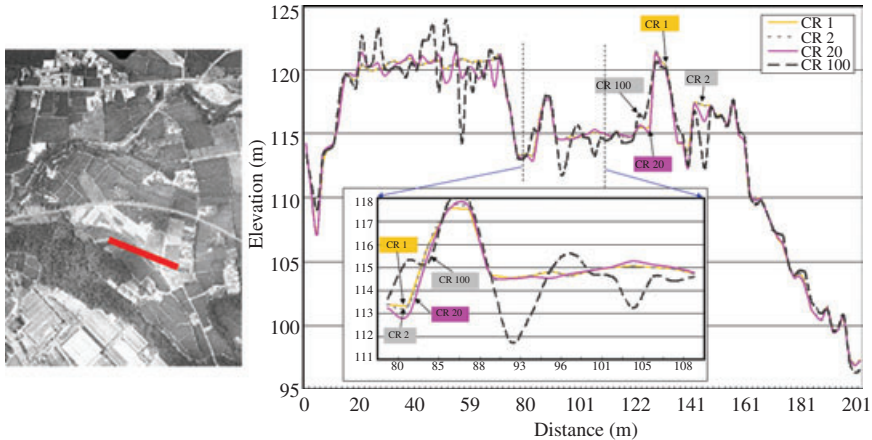 125
120
115
110
105
100
95
Elevation (m)
0 20 40 59 80 101 122 141 161 181 201
Distance (m)
CR 1
CR 2
CR 20
CR 100
CR 1
CR 100
CR 2
CR 20
118
117
116
115
114
113
112
111
80 85 88 93 96 101 105 108
CR 1
CR 100
CR 20
CR 2